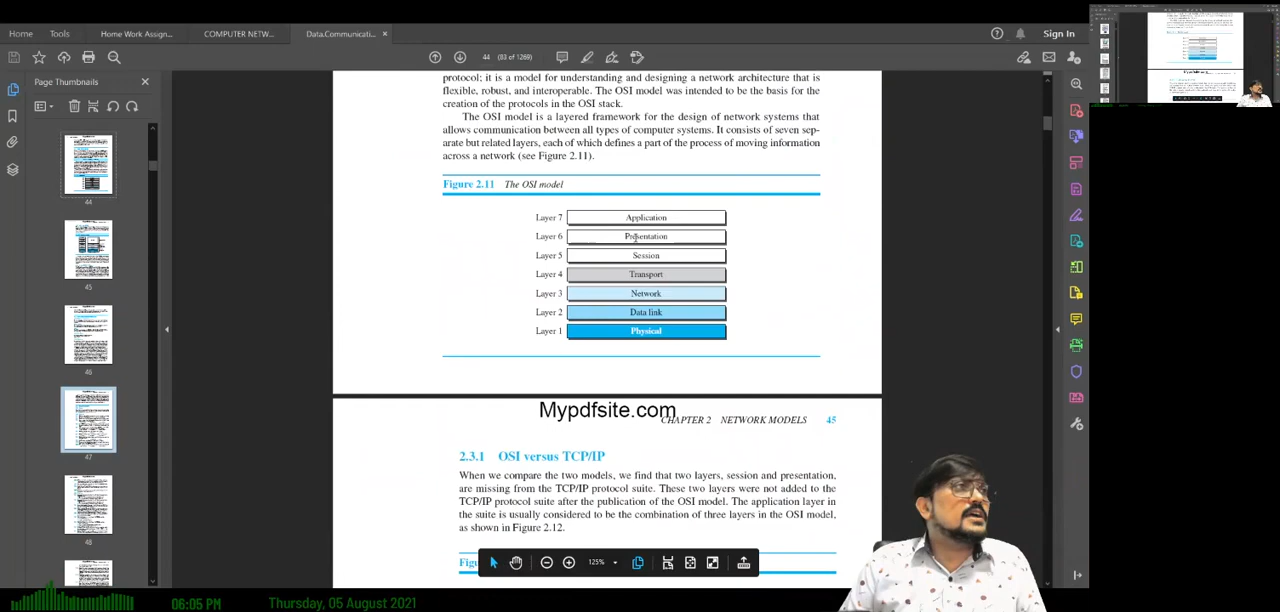 Home Tools Home Work Assign... COMPUTER NETW... Data.Communicati... × Sign In
44 (83 of 1269)
Page Thumbnails
44
45
46
47
48
protocol; it is a model for understanding and designing a network architecture that is
flexible, robust, and interoperable. The OSI model was intended to be the basis for the
creation of the protocols in the OSI stack.
The OSI model is a layered framework for the design of network systems that
allows communication between all types of computer systems. It consists of seven sep-
arate but related layers, each of which defines a part of the process of moving information
across a network (see Figure 2.11).
Figure 2.11 The OSI model
Layer 7 Application
Layer 6 Presentation
Layer 5 Session
Layer 4 Transport
Layer 3 Network
Layer 2 Data link
Layer 1 Physical
Mypdfsite.com
CHAPTER 2 NETWORK MODELS 45
2.3.1 OSI versus TCP/IP
When we compare the two models, we find that two layers, session and presentation,
are missing from the TCP/IP protocol suite. These two layers were not added to the
TCP/IP protocol suite after the publication of the OSI model. The application layer in
the suite is usually considered to be the combination of three layers in the OSI model,
as shown in Figure 2.12.
125%
06:05 PM Thursday, 05 August 2021